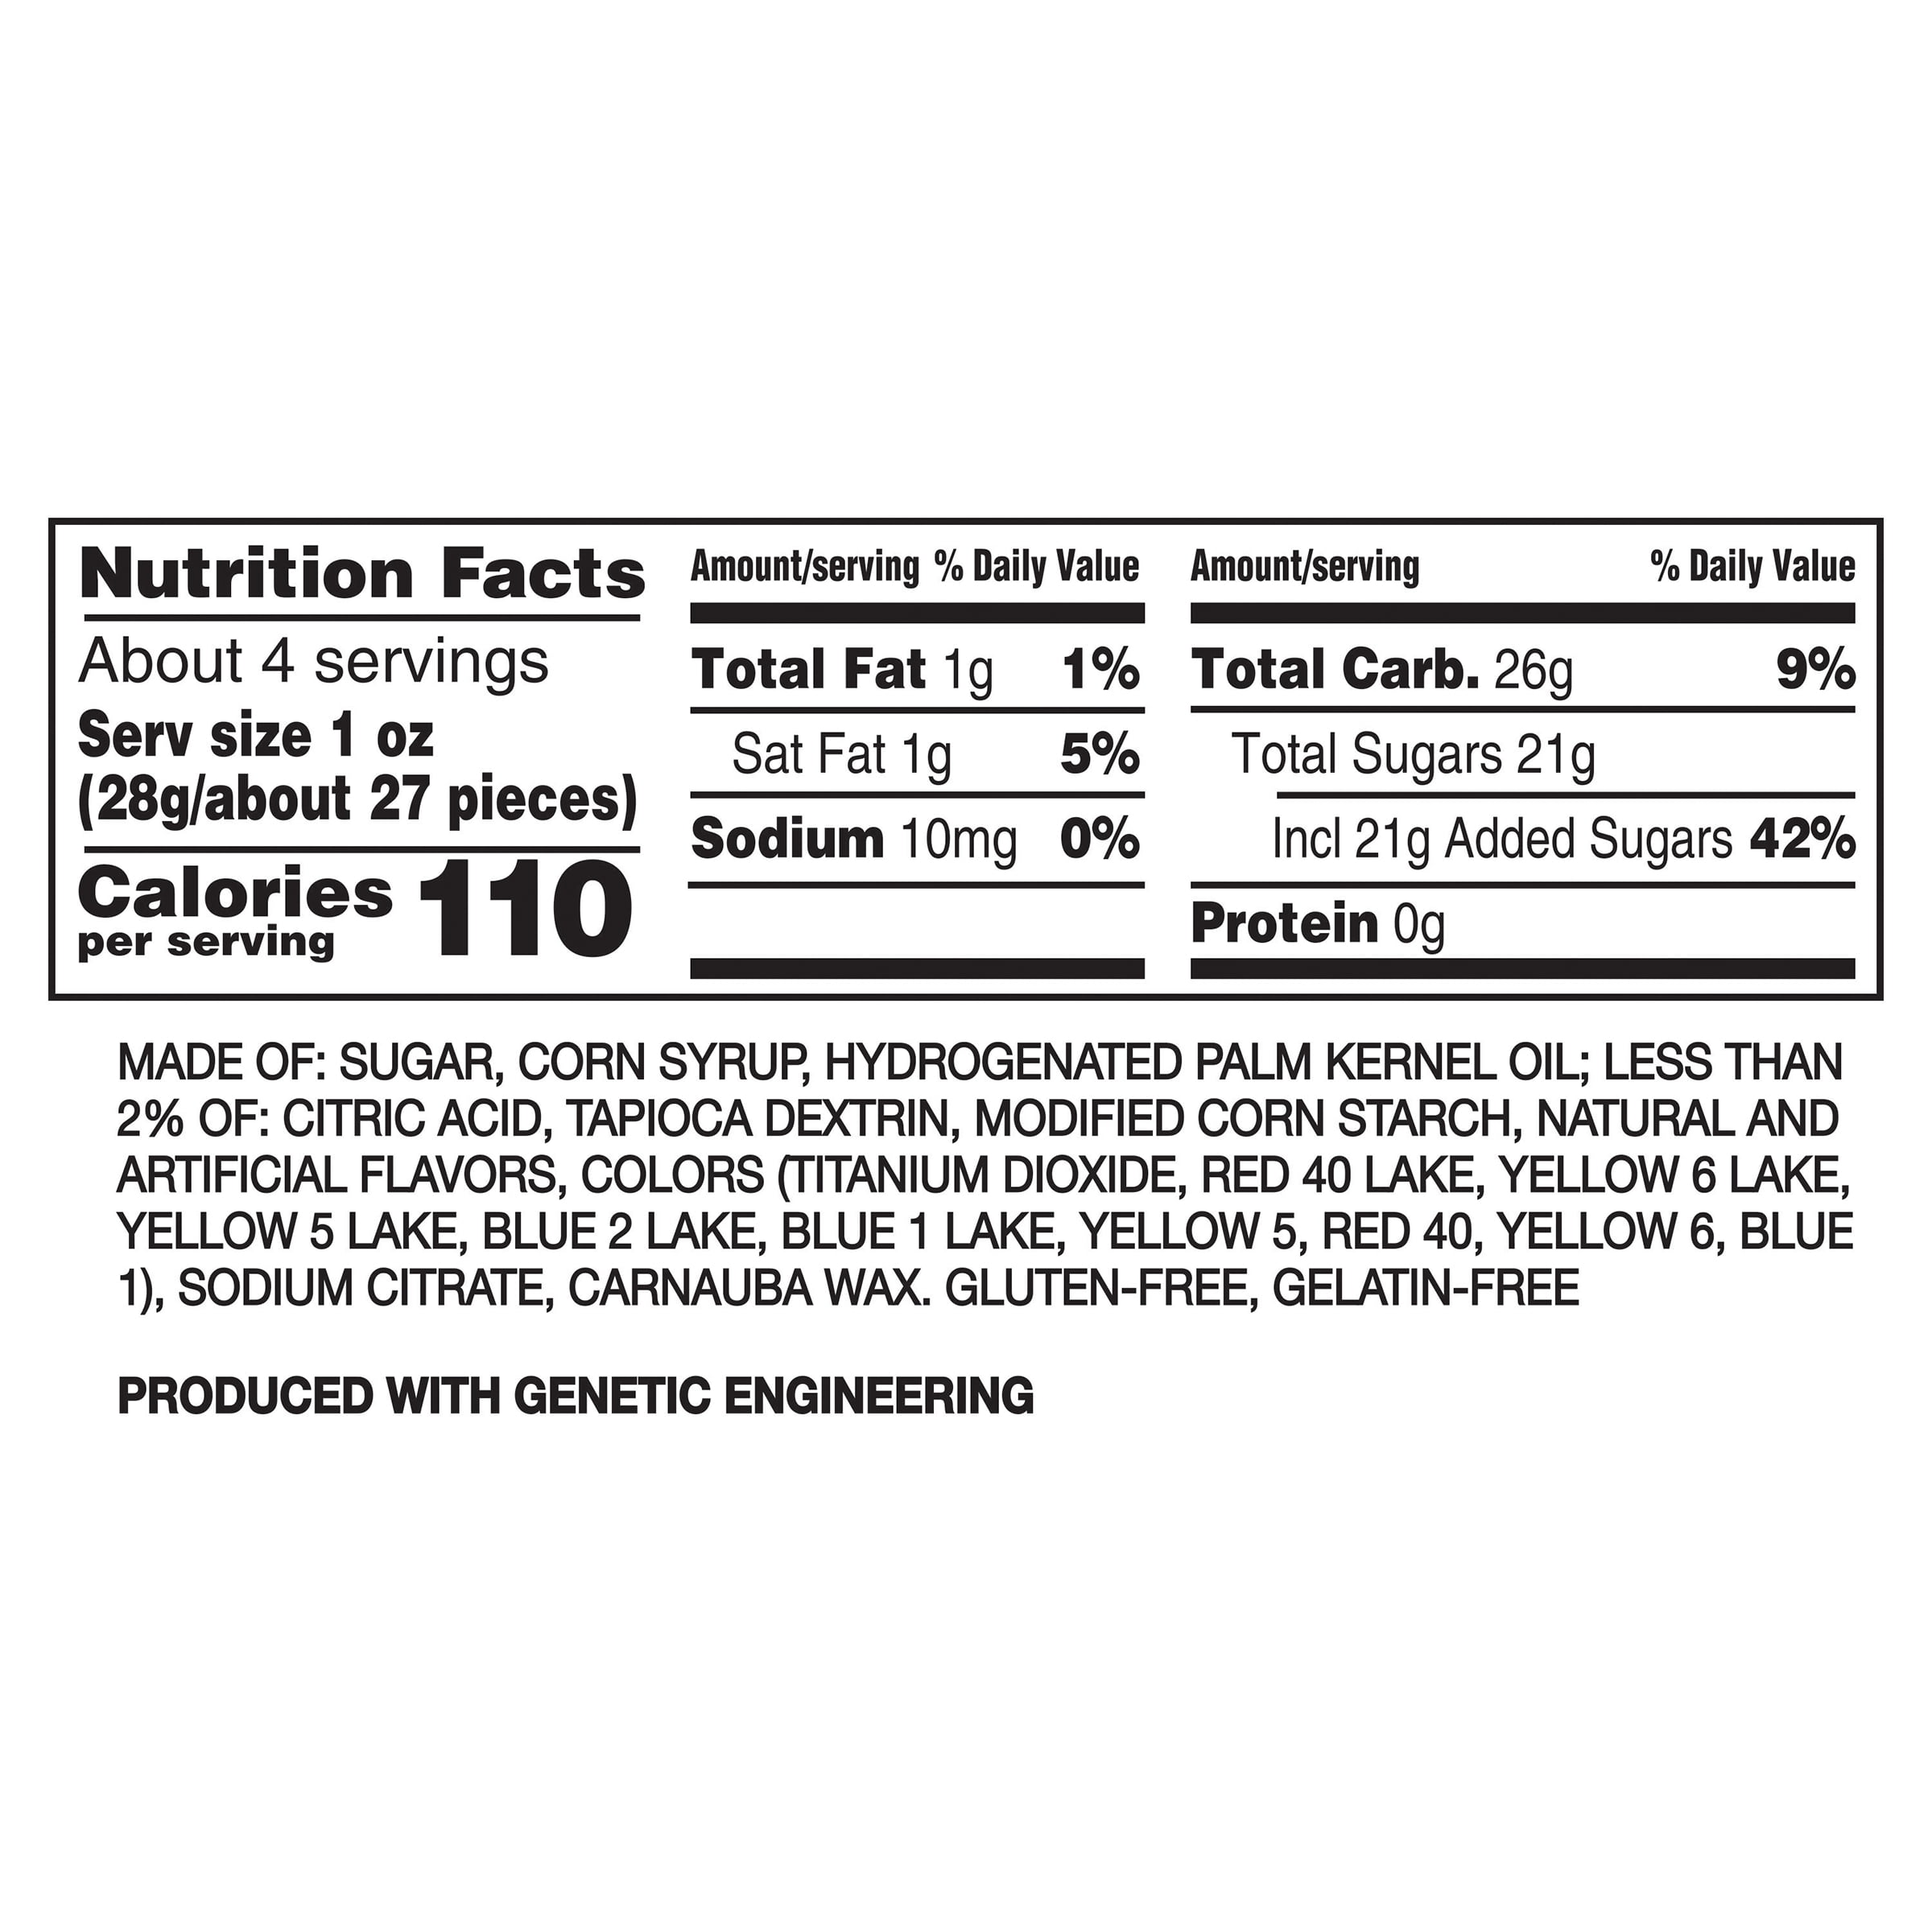 Nutrition Facts
About 4 servings
Serv size 1 oz
(28g/about 27 pieces)
Calories 110
per serving
Amount/serving % Daily Value
Total Fat 1g 1%
Sat Fat 1g 5%
Sodium 10mg 0%
Amount/serving % Daily Value
Total Carb. 26g 9%
Total Sugars 21g
Incl 21g Added Sugars 42%
Protein 0g
MADE OF: SUGAR, CORN SYRUP, HYDROGENATED PALM KERNEL OIL; LESS THAN
2% OF: CITRIC ACID, TAPIOCA DEXTRIN, MODIFIED CORN STARCH, NATURAL AND
ARTIFICIAL FLAVORS, COLORS (TITANIUM DIOXIDE, RED 40 LAKE, YELLOW 6 LAKE,
YELLOW 5 LAKE, BLUE 2 LAKE, BLUE 1 LAKE, YELLOW 5, RED 40, YELLOW 6, BLUE
1), SODIUM CITRATE, CARNAUBA WAX. GLUTEN-FREE, GELATIN-FREE
PRODUCED WITH GENETIC ENGINEERING